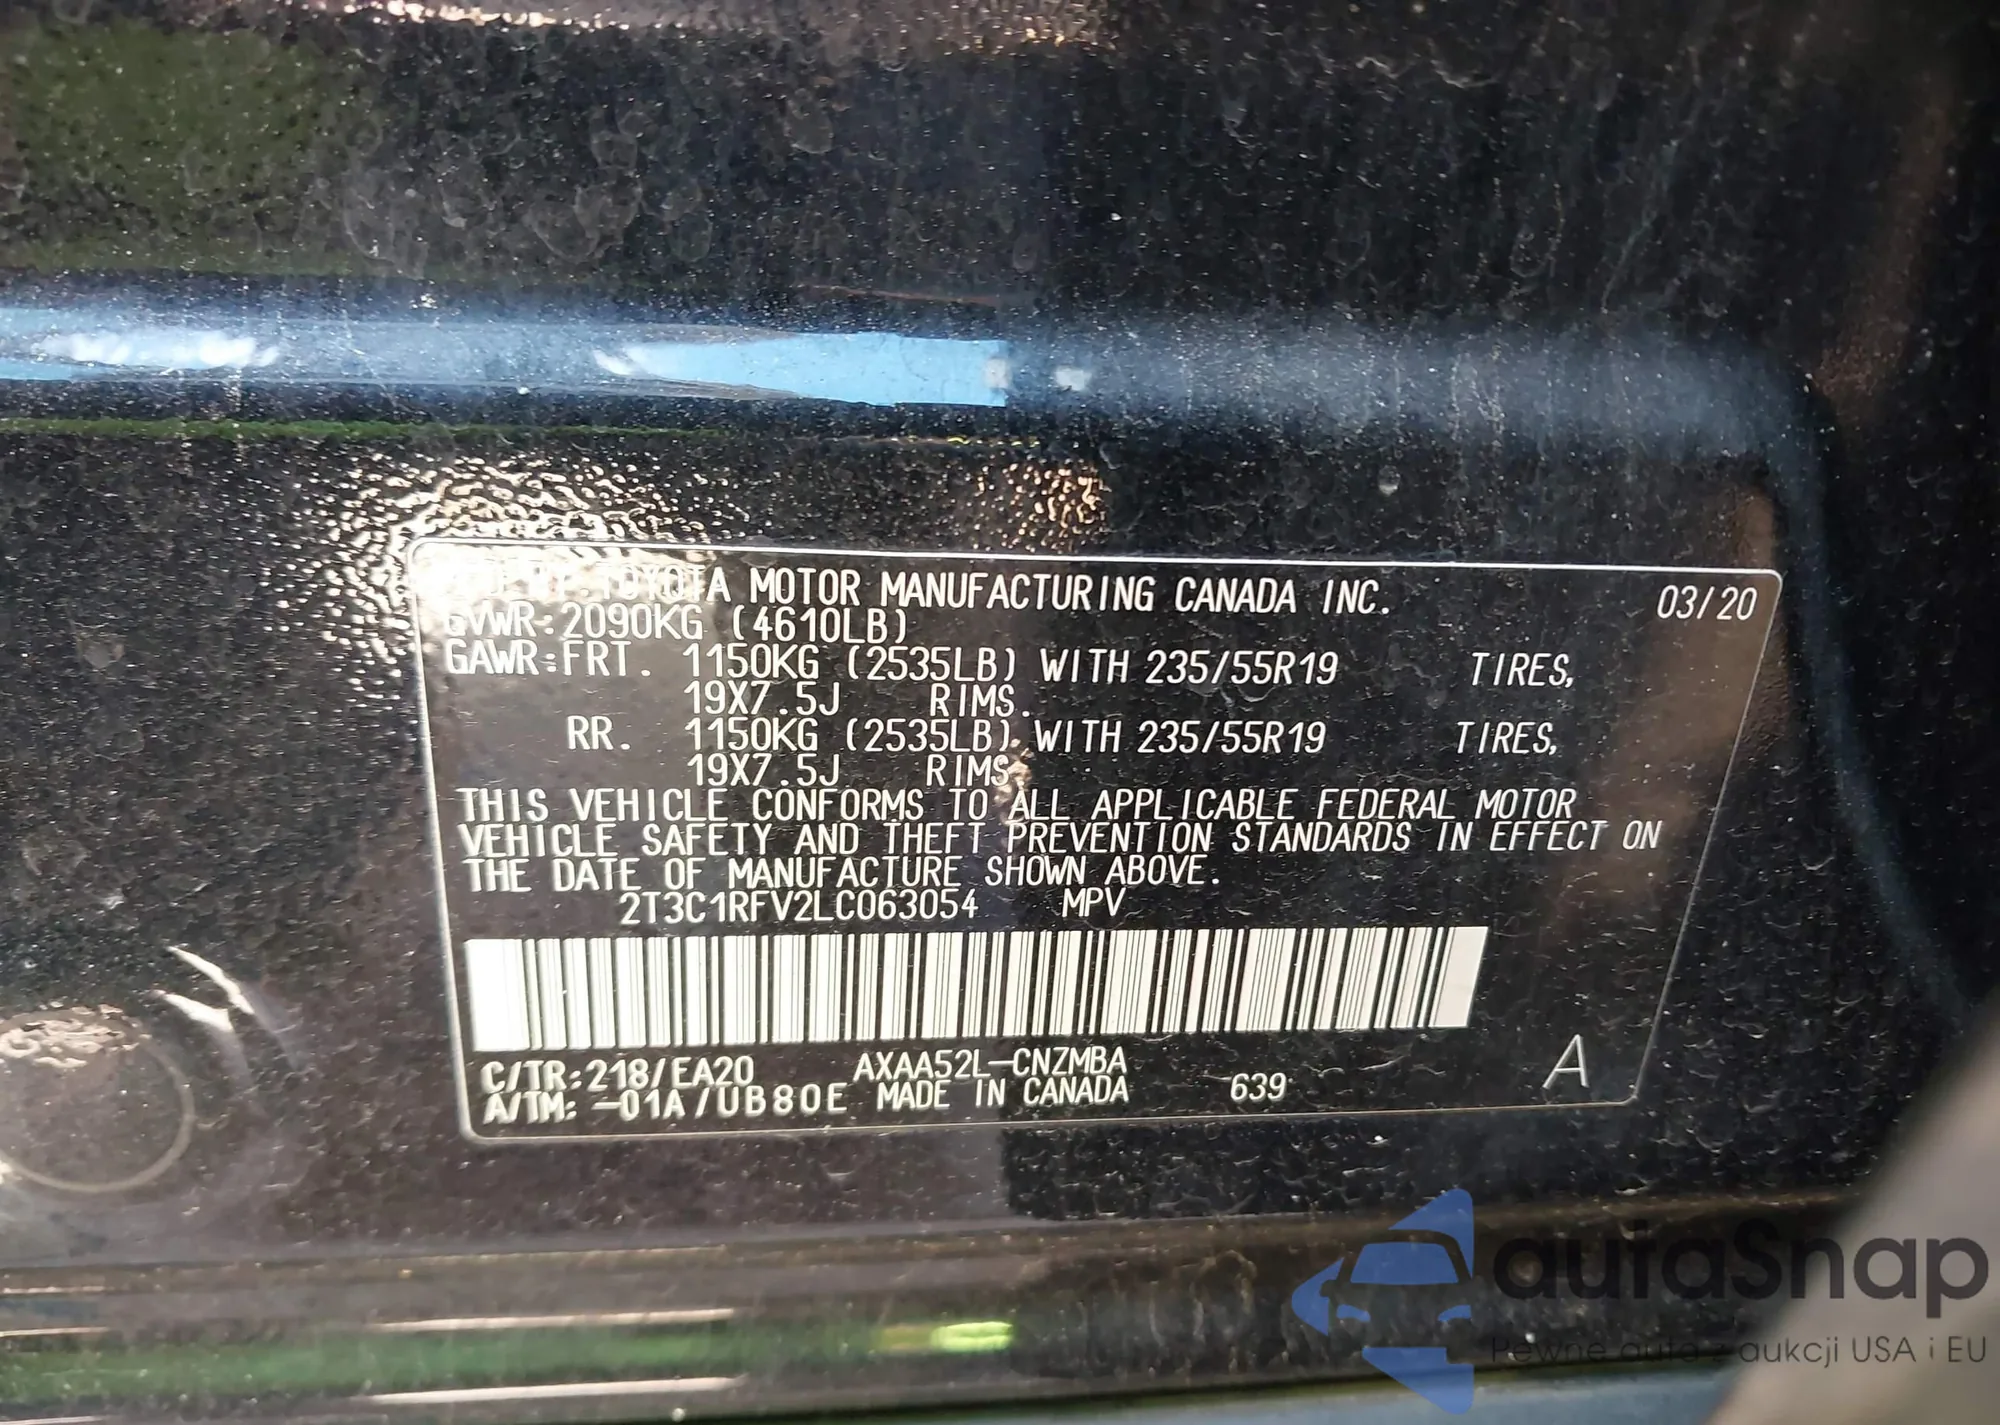 TOYOTA MOTOR MANUFACTURING CANADA INC. 03/20
GVWR:2090KG (4610LB)
GAWR:FRT. 1150KG (2535LB) WITH 235/55R19 TIRES,
19X7.5J RIMS.
RR. 1150KG (2535LB) WITH 235/55R19 TIRES,
19X7.5J RIMS
THIS VEHICLE CONFORMS TO ALL APPLICABLE FEDERAL MOTOR
VEHICLE SAFETY AND THEFT PREVENTION STANDARDS IN EFFECT ON
THE DATE OF MANUFACTURE SHOWN ABOVE.
2T3C1RFV2LC063054 MPV
C/TR:218/EA20 AXAA52L-CNZMBA A
A/TM:-01A/UB80E MADE IN CANADA 639
autaSnap
Pewne auta z aukcji USA i EU